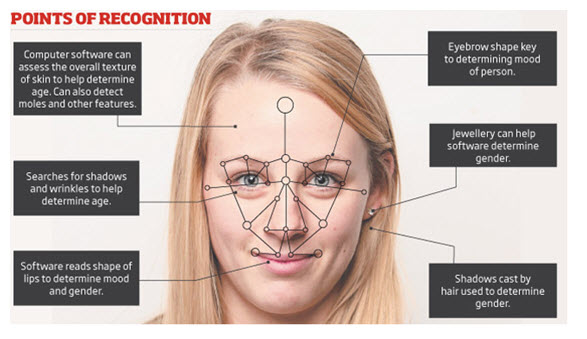 POINTS OF RECOGNITION
Computer software can
assess the overall texture
of skin to help determine
age. Can also detect
moles and other features.
Searches for shadows
and wrinkles to help
determine age.
Software reads shape of
lips to determine mood
and gender.
Eyebrow shape key
to determining mood
of person.
Jewellery can help
software determine
gender.
Shadows cast by
hair used to determine
gender.